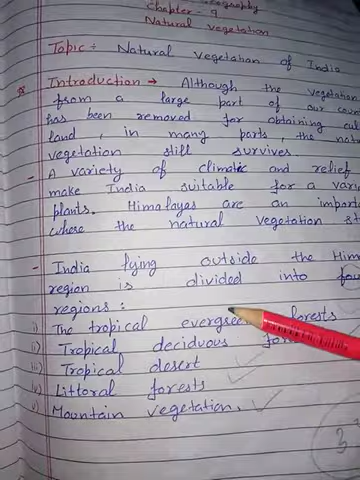 Geography
Chapter - 9
Natural vegetation
Topic:- Natural vegetation of India
Introduction → Although the vegetation
from a large part of our
has been removed for obtaining
land, in many parts, the
vegetation still survives.
- A variety of climatic and relief
make India suitable for a
plants. Himalayas are an
where the natural vegetation
- India lying outside the
region is divided into
regions:
i) The tropical evergreen forests
ii) Tropical deciduous
iii) Tropical desert
iv) Littoral forests
v) Mountain vegetation.
3